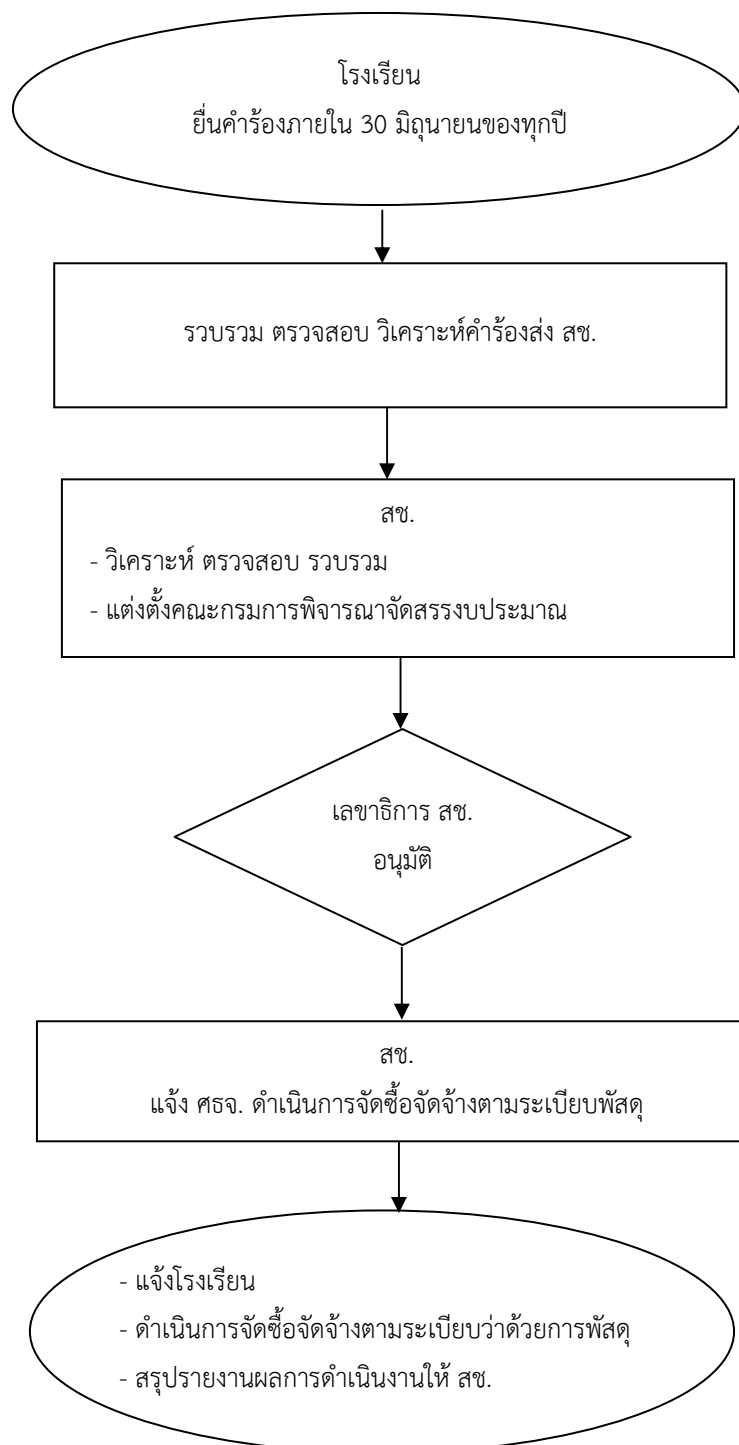 โรงเรียน
ยื่นคำร้องภายใน 30 มิถุนายนของทุกปี
รวบรวม ตรวจสอบ วิเคราะห์คำร้องส่ง สช.
สช.
- วิเคราะห์ ตรวจสอบ รวบรวม
- แต่งตั้งคณะกรมการพิจารณาจัดสรรงบประมาณ
เลขาธิการ สช.
อนุมัติ
สช.
แจ้ง ศธจ. ดำเนินการจัดซื้อจัดจ้างตามระเบียบพัสดุ
- แจ้งโรงเรียน
- ดำเนินการจัดซื้อจัดจ้างตามระเบียบว่าด้วยการพัสดุ
- สรุปรายงานผลการดำเนินงานให้ สช.